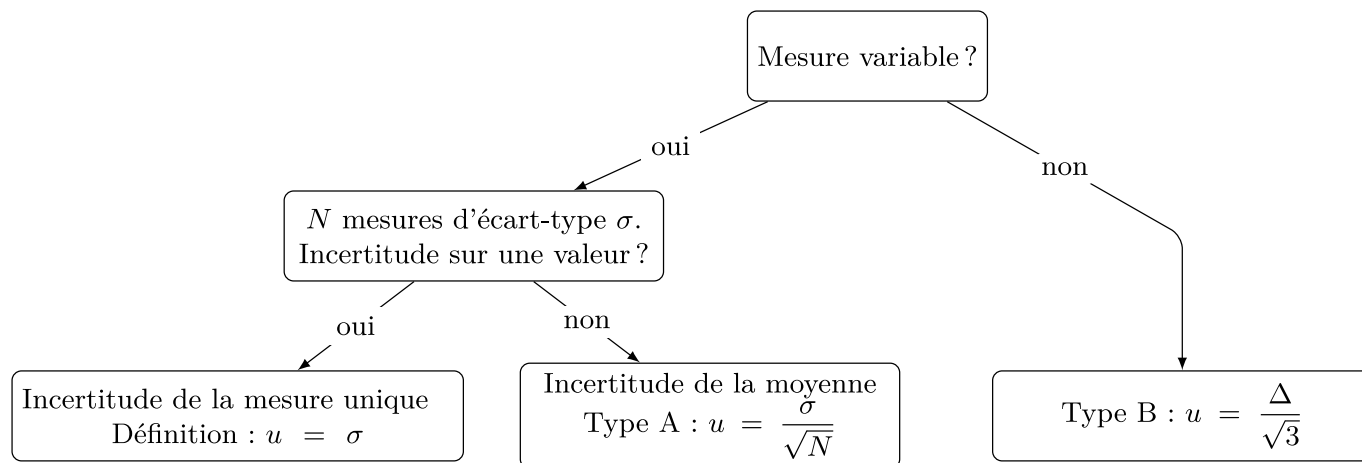 Mesure variable ?
oui
non
N mesures d'écart-type σ.
Incertitude sur une valeur ?
oui
non
Incertitude de la mesure unique
Définition : u = σ
Incertitude de la moyenne
Type A : u = σ/√N
Type B : u = Δ/√3